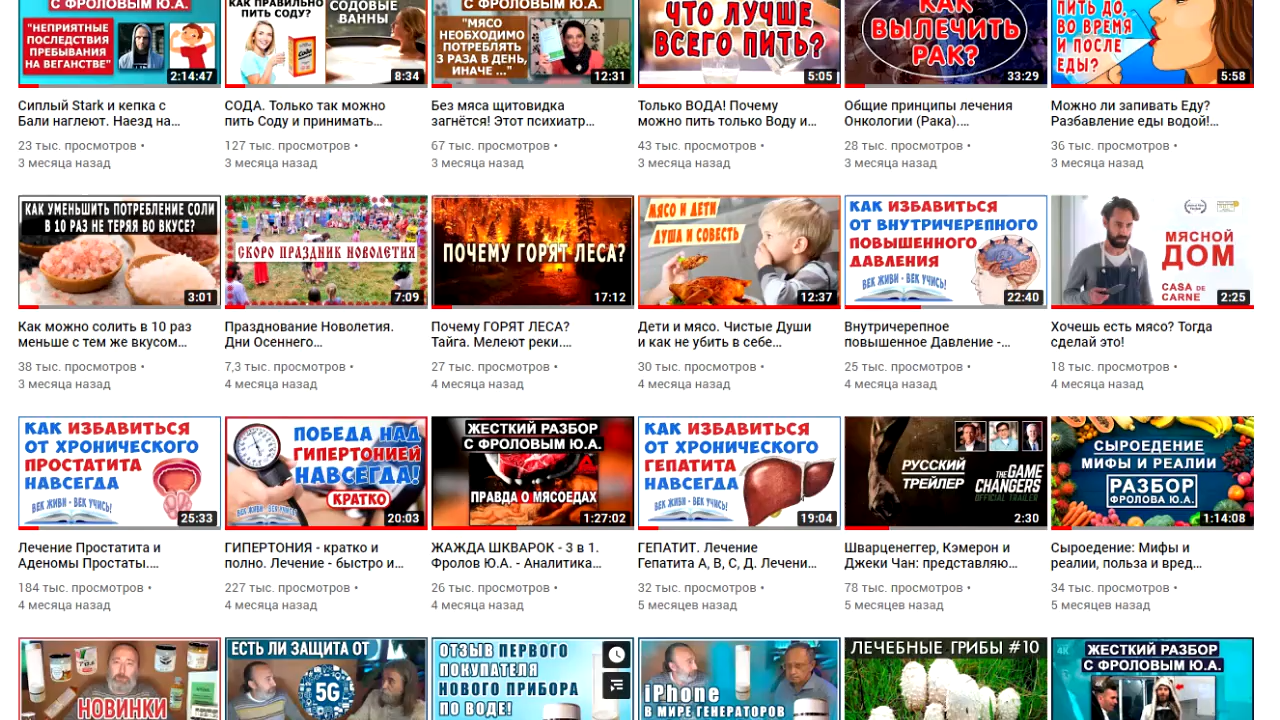 С ФРОЛОВЫМ Ю.А.
"НЕПРИЯТНЫЕ
ПОСЛЕДСТВИЯ
ПРЕБЫВАНИЯ
НА ВЕГАНСТВЕ"
2:14:47
КАК ПРАВИЛЬНО
ПИТЬ СОДУ?
СОДОВЫЕ
ВАННЫ
Сода
8:34
С ФРОЛОВЫМ Ю.А.
"МЯСО
НЕОБХОДИМО
ПОТРЕБЛЯТЬ
3 РАЗА В ДЕНЬ,
ИНАЧЕ ..."
12:31
ЧТО ЛУЧШЕ
ВСЕГО ПИТЬ?
5:05
КАК
ВЫЛЕЧИТЬ
РАК?
33:29
ПИТЬ ДО,
ВО ВРЕМЯ
И ПОСЛЕ
ЕДЫ?
5:58
Сиплый Stark и кепка с
Бали наглеют. Наезд на...
23 тыс. просмотров •
3 месяца назад
СОДА. Только так можно
пить Соду и принимать...
127 тыс. просмотров •
3 месяца назад
Без мяса щитовидка
загнётся! Этот психиатр...
67 тыс. просмотров •
3 месяца назад
Только ВОДА! Почему
можно пить только Воду и...
43 тыс. просмотров •
3 месяца назад
Общие принципы лечения
Онкологии (Рака)....
28 тыс. просмотров •
3 месяца назад
Можно ли запивать Еду?
Разбавление еды водой!...
36 тыс. просмотров •
3 месяца назад
КАК УМЕНЬШИТЬ ПОТРЕБЛЕНИЕ СОЛИ
В 10 РАЗ НЕ ТЕРЯЯ ВО ВКУСЕ?
3:01
СКОРО ПРАЗДНИК НОВОЛЕТИЯ
7:09
ПОЧЕМУ ГОРЯТ ЛЕСА?
17:12
МЯСО И ДЕТИ
ДУША И СОВЕСТЬ
12:37
КАК ИЗБАВИТЬСЯ
ОТ ВНУТРИЧЕРЕПНОГО
ПОВЫШЕННОГО
ДАВЛЕНИЯ
ВЕК ЖИВИ - ВЕК УЧИСЬ!
22:40
МЯСНОЙ
ДОМ
CASA DE
CARNE
2:25
Как можно солить в 10 раз
меньше с тем же вкусом...
38 тыс. просмотров •
3 месяца назад
Празднование Новолетия.
Дни Осеннего...
7,3 тыс. просмотров •
4 месяца назад
Почему ГОРЯТ ЛЕСА?
Тайга. Мелеют реки....
27 тыс. просмотров •
4 месяца назад
Дети и мясо. Чистые Души
и как не убить в себе...
30 тыс. просмотров •
4 месяца назад
Внутричерепное
повышенное Давление -...
25 тыс. просмотров •
4 месяца назад
Хочешь есть мясо? Тогда
сделай это!
18 тыс. просмотров •
4 месяца назад
КАК ИЗБАВИТЬСЯ
ОТ ХРОНИЧЕСКОГО
ПРОСТАТИТА
НАВСЕГДА
ВЕК ЖИВИ - ВЕК УЧИСЬ!
25:33
ПОБЕДА НАД
ГИПЕРТОНИЕЙ
НАВСЕГДА!
КРАТКО
ВЕК ЖИВИ - ВЕК УЧИСЬ!
20:03
ЖЕСТКИЙ РАЗБОР
С ФРОЛОВЫМ Ю.А.
ПРАВДА О МЯСОЕДАХ
1:27:02
КАК ИЗБАВИТЬСЯ
ОТ ХРОНИЧЕСКОГО
ГЕПАТИТА
НАВСЕГДА
ВЕК ЖИВИ - ВЕК УЧИСЬ!
19:04
РУССКИЙ
ТРЕЙЛЕР
THE GAME
CHANGERS
OFFICIAL TRAILER
2:30
СЫРОЕДЕНИЕ
МИФЫ И РЕАЛИИ
РАЗБОР
ФРОЛОВА Ю.А.
1:14:08
Лечение Простатита и
Аденомы Простаты....
184 тыс. просмотров •
4 месяца назад
ГИПЕРТОНИЯ - кратко и
полно. Лечение - быстро и...
227 тыс. просмотров •
4 месяца назад
ЖАЖДА ШКВАРОК - 3 в 1.
Фролов Ю.А. - Аналитика...
26 тыс. просмотров •
4 месяца назад
ГЕПАТИТ. Лечение
Гепатита А, В, С, Д. Лечени...
32 тыс. просмотров •
5 месяцев назад
Шварценеггер, Кэмерон и
Джеки Чан: представляю...
78 тыс. просмотров •
5 месяцев назад
Сыроедение: Мифы и
реалии, польза и вред...
34 тыс. просмотров •
5 месяцев назад
НОВИНКИ
ЕСТЬ ЛИ ЗАЩИТА ОТ
5G
ОТЗЫВ ПЕРВОГО
ПОКУПАТЕЛЯ
НОВОГО ПРИБОРА
ПО ВОДЕ!
iPhone
В МИРЕ ГЕНЕРАТОРОВ
ЛЕЧЕБНЫЕ ГРИБЫ #10
4K
ЖЕСТКИЙ РАЗБОР
С ФРОЛОВЫМ Ю.А.